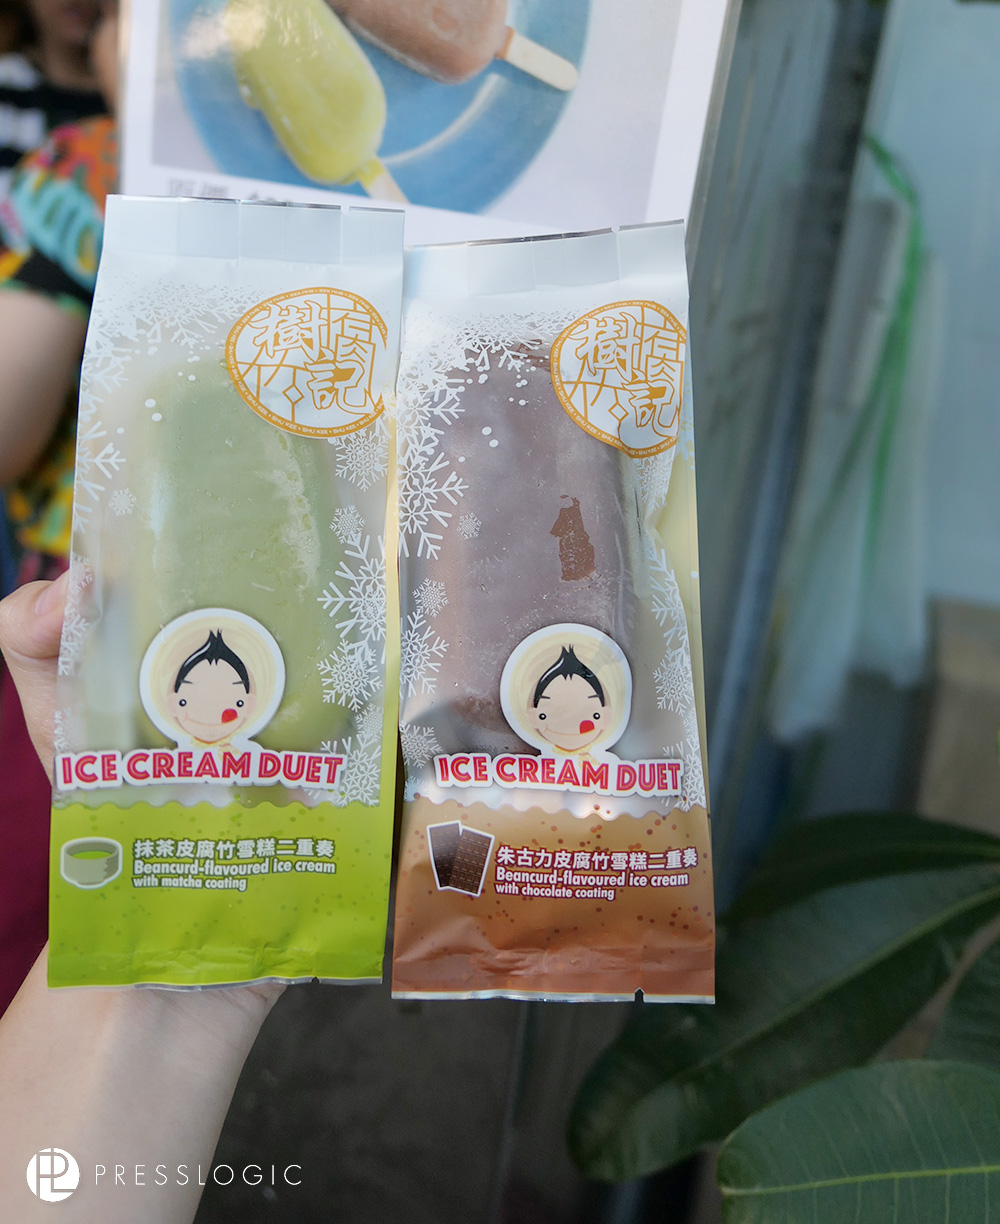 樹記
ICE CREAM DUET
抹茶皮腐竹雪糕二重奏
Beancurd-flavoured ice cream
with matcha coating
樹記
ICE CREAM DUET
朱古力皮腐竹雪糕二重奏
Beancurd-flavoured ice cream
with chocolate coating
PL PRESSLOGIC